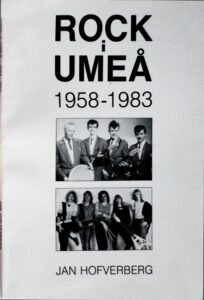 ROCK
i
UMEÅ
1958-1983
JAN HOFVERBERG